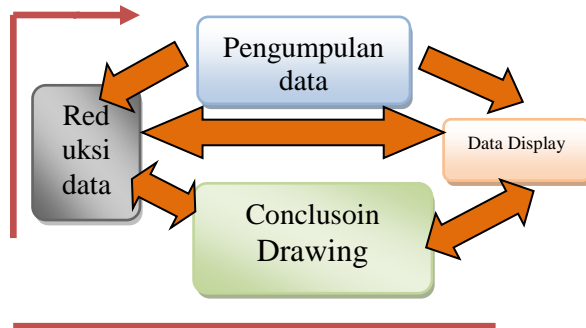 Pengumpulan
data
Red
uksi
data
Data Display
Conclusoin
Drawing